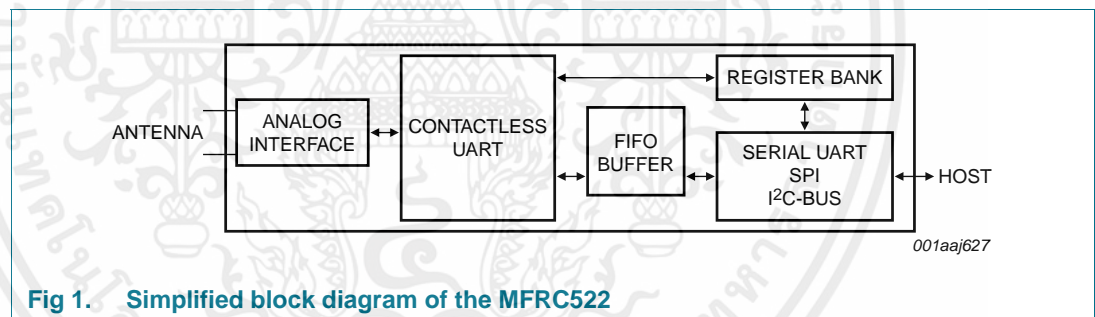 ANTENNA
ANALOG
INTERFACE
CONTACTLESS
UART
FIFO
BUFFER
REGISTER BANK
SERIAL UART
SPI
I²C-BUS
HOST
001aaj627
Fig 1. Simplified block diagram of the MFRC522